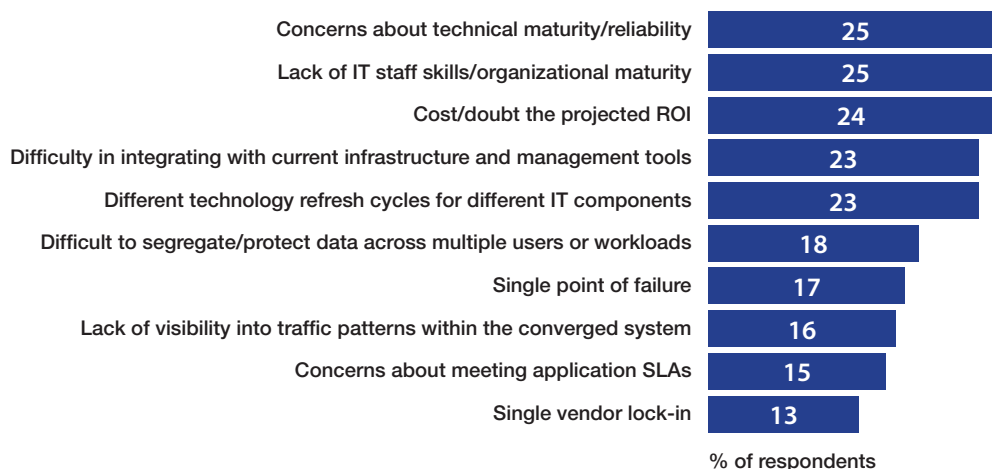 Concerns about technical maturity/reliability 25
Lack of IT staff skills/organizational maturity 25
Cost/doubt the projected ROI 24
Difficulty in integrating with current infrastructure and management tools 23
Different technology refresh cycles for different IT components 23
Difficult to segregate/protect data across multiple users or workloads 18
Single point of failure 17
Lack of visibility into traffic patterns within the converged system 16
Concerns about meeting application SLAs 15
Single vendor lock-in 13
% of respondents